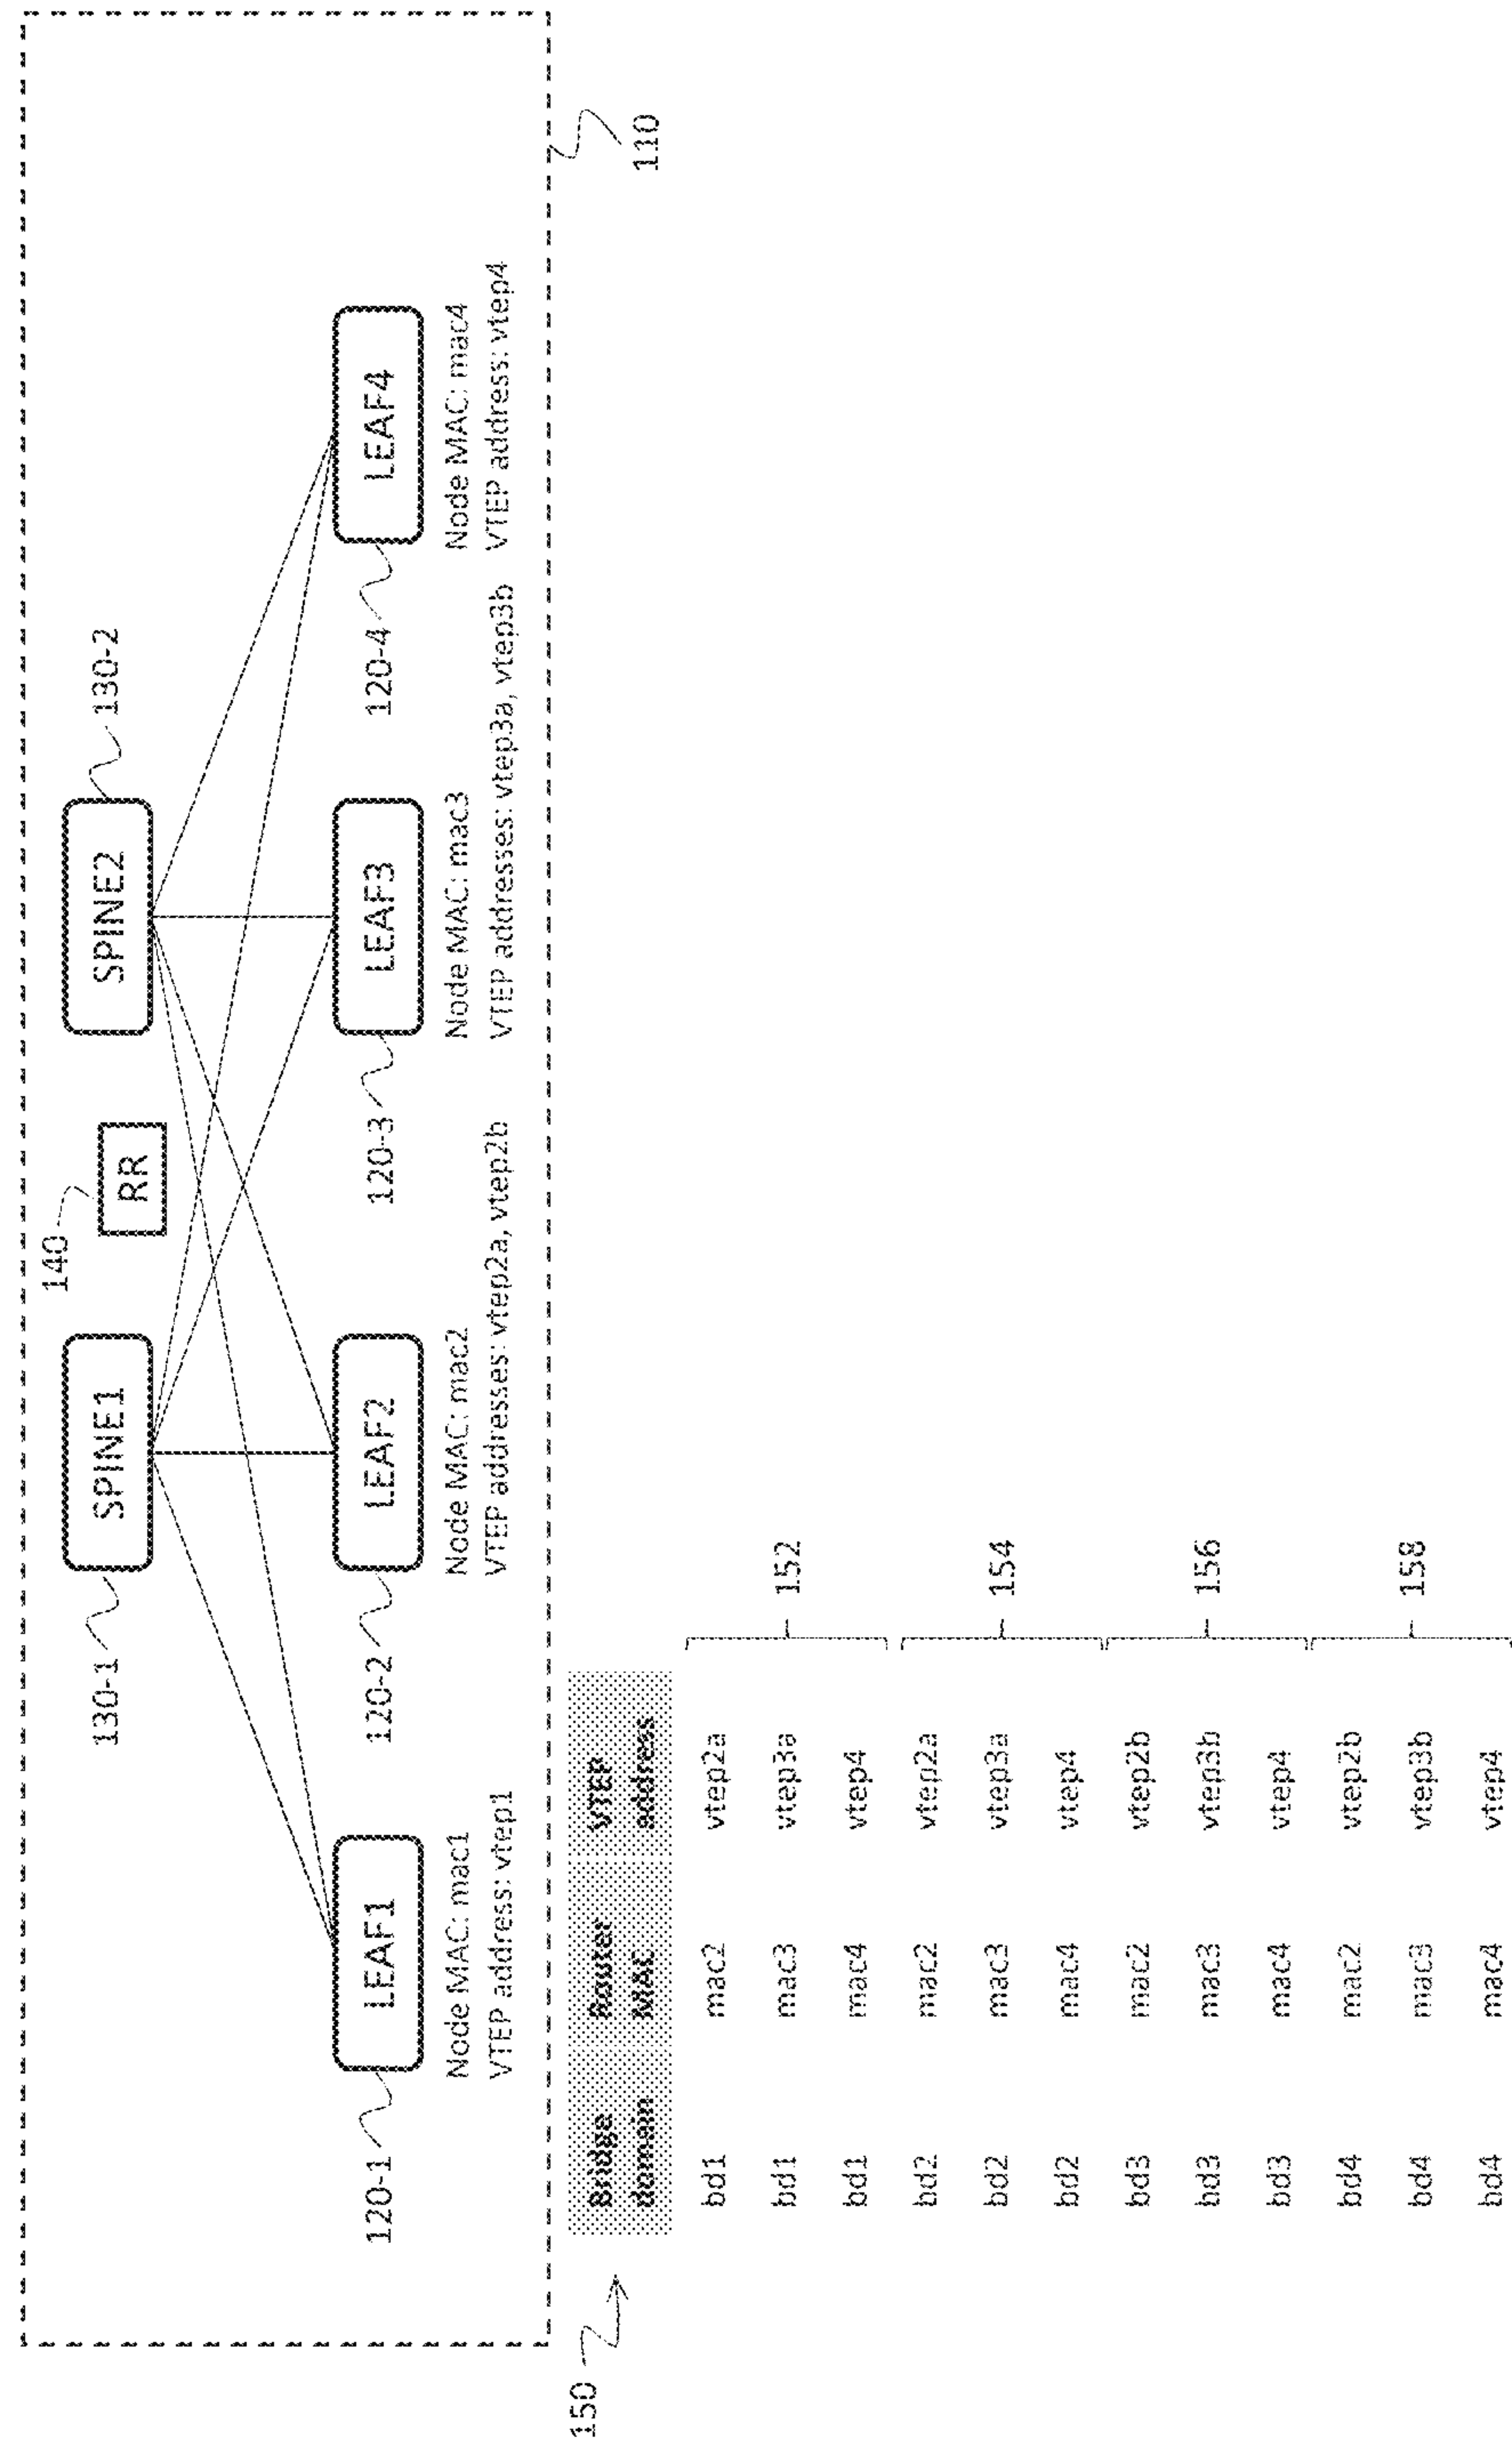 140
130-1
SPINE1
RR
SPINE2
130-2
120-1
LEAF1
120-2
LEAF2
120-3
LEAF3
120-4
LEAF4
Node MAC: mac1
VTEP address: vtep1
Node MAC: mac2
VTEP addresses: vtep2a, vtep2b
Node MAC: mac3
VTEP addresses: vtep3a, vtep3b
Node MAC: mac4
VTEP address: vtep4
110
150
Bridge domain Router MAC VTEP address
bd1 mac2 vtep2a
bd1 mac3 vtep3a
bd1 mac4 vtep4
152
bd2 mac2 vtep2a
bd2 mac3 vtep3a
bd2 mac4 vtep4
154
bd3 mac2 vtep2b
bd3 mac3 vtep3b
bd3 mac4 vtep4
156
bd4 mac2 vtep2b
bd4 mac3 vtep3b
bd4 mac4 vtep4
158